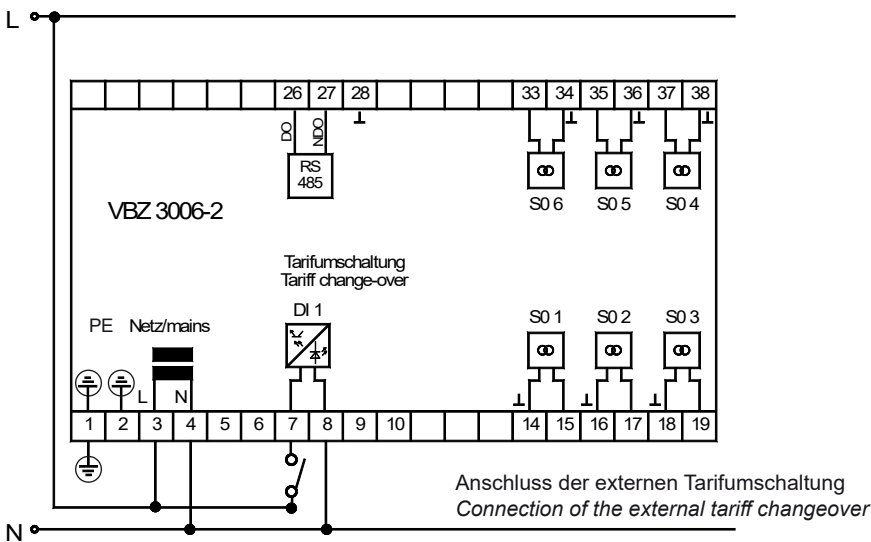 L
26 27 28 33 34 35 36 37 38
DO NDO
RS
485
S0 6 S0 5 S0 4
VBZ 3006-2
Tarifumschaltung
Tariff change-over
DI 1
S0 1 S0 2 S0 3
PE Netz/mains
L N
1 2 3 4 5 6 7 8 9 10 14 15 16 17 18 19
Anschluss der externen Tarifumschaltung
Connection of the external tariff changeover
N